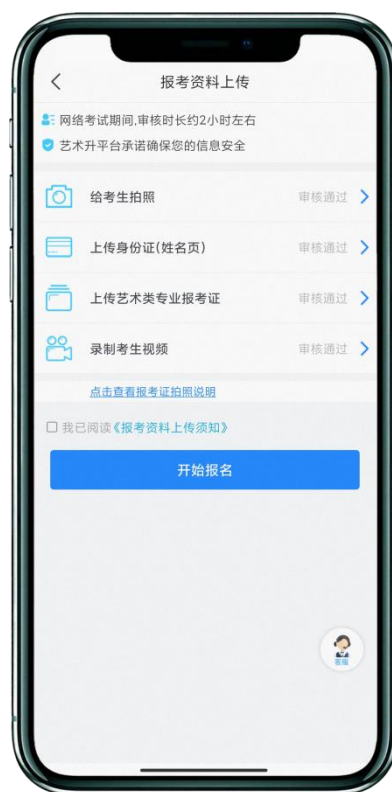 报考资料上传
网络考试期间,审核时长约2小时左右
艺术升平台承诺确保您的信息安全
给考生拍照 审核通过
上传身份证(姓名页) 审核通过
上传艺术类专业报考证 审核通过
录制考生视频 审核通过
点击查看报考证拍照说明
我已阅读《报考资料上传须知》
开始报名
客服